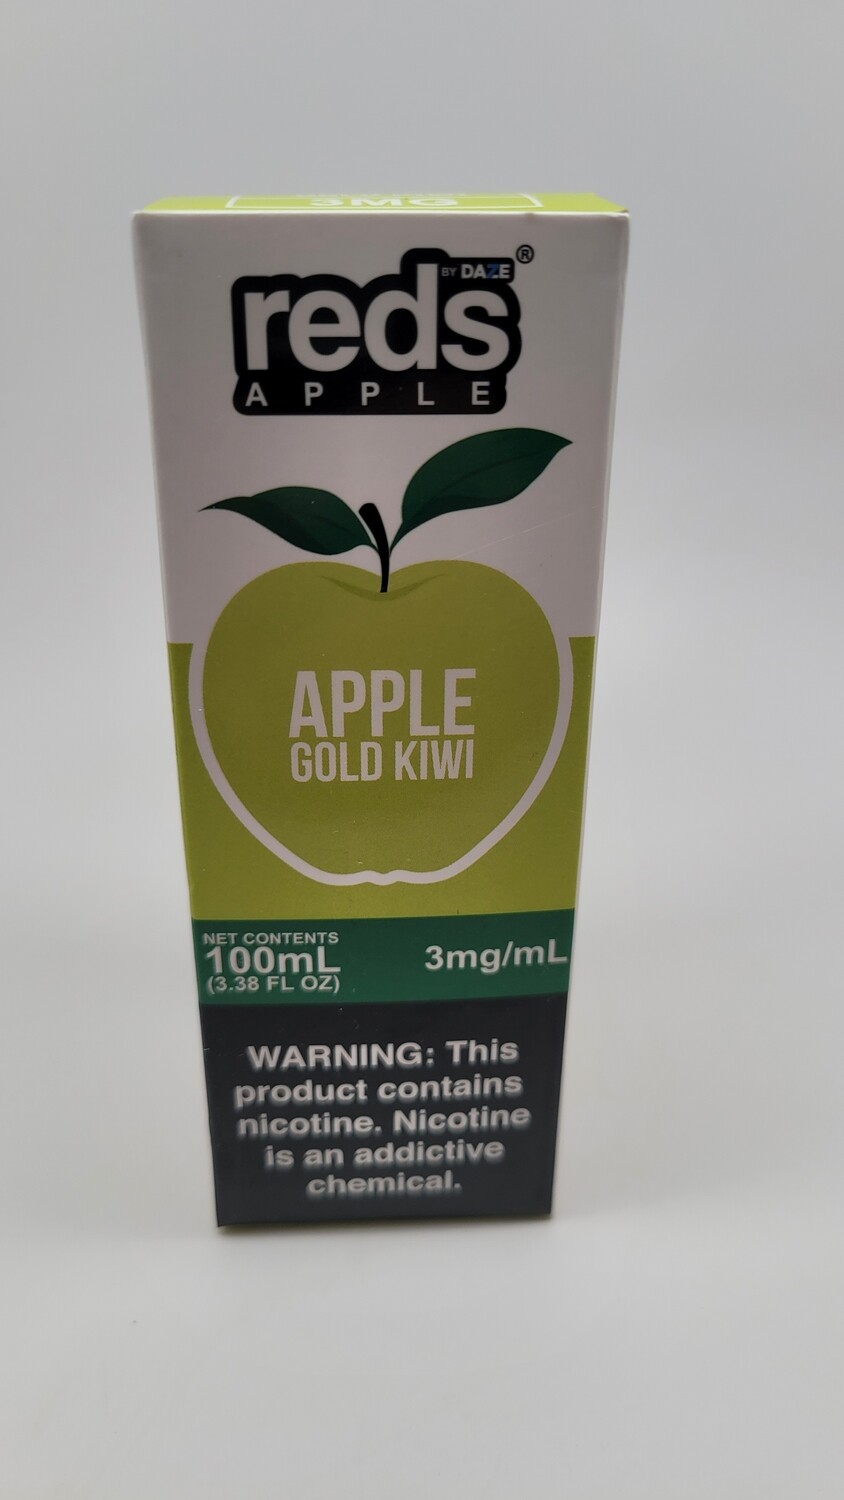 3MG
BY DAZE
®
reds
APPLE
APPLE
GOLD KIWI
NET CONTENTS
100mL
(3.38 FL OZ)
3mg/mL
WARNING: This
product contains
nicotine. Nicotine
is an addictive
chemical.